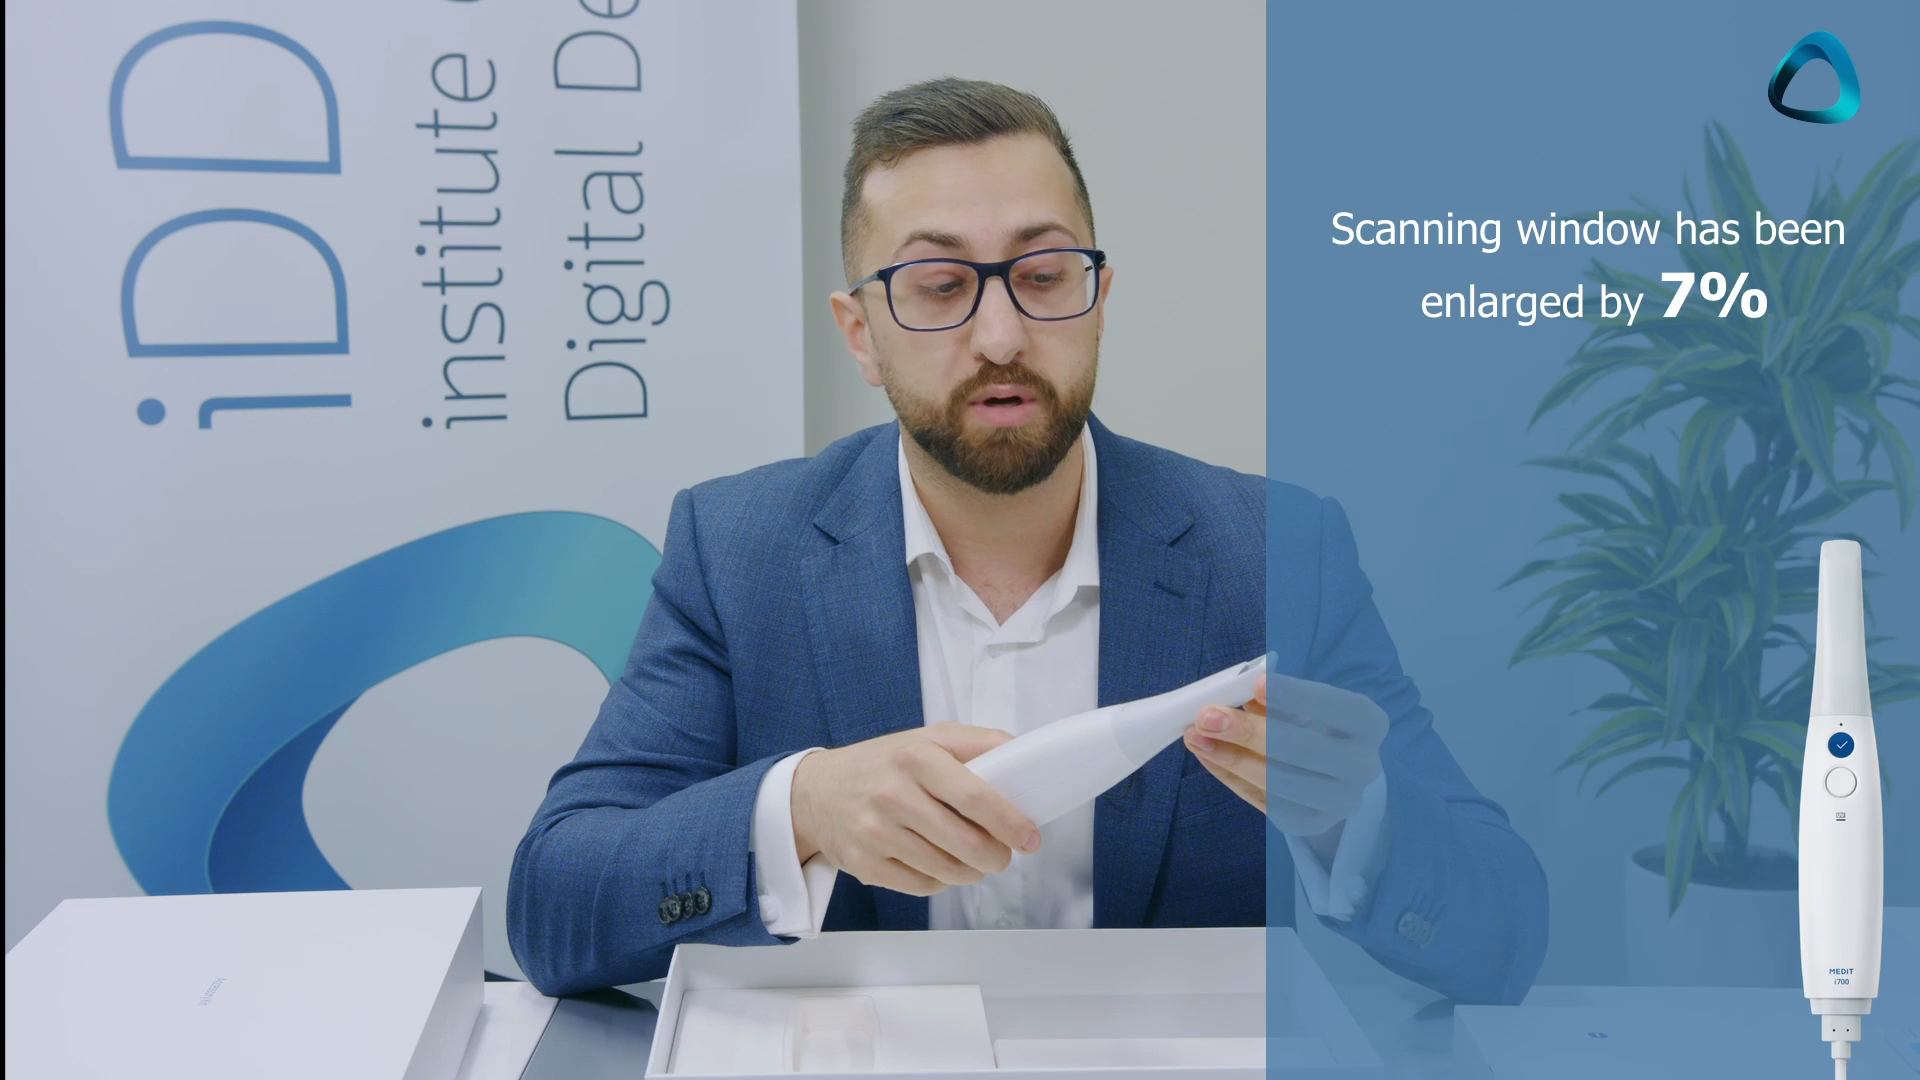 iDD
institute
Digital De
Scanning window has been
enlarged by 7%
MEDIT
i700